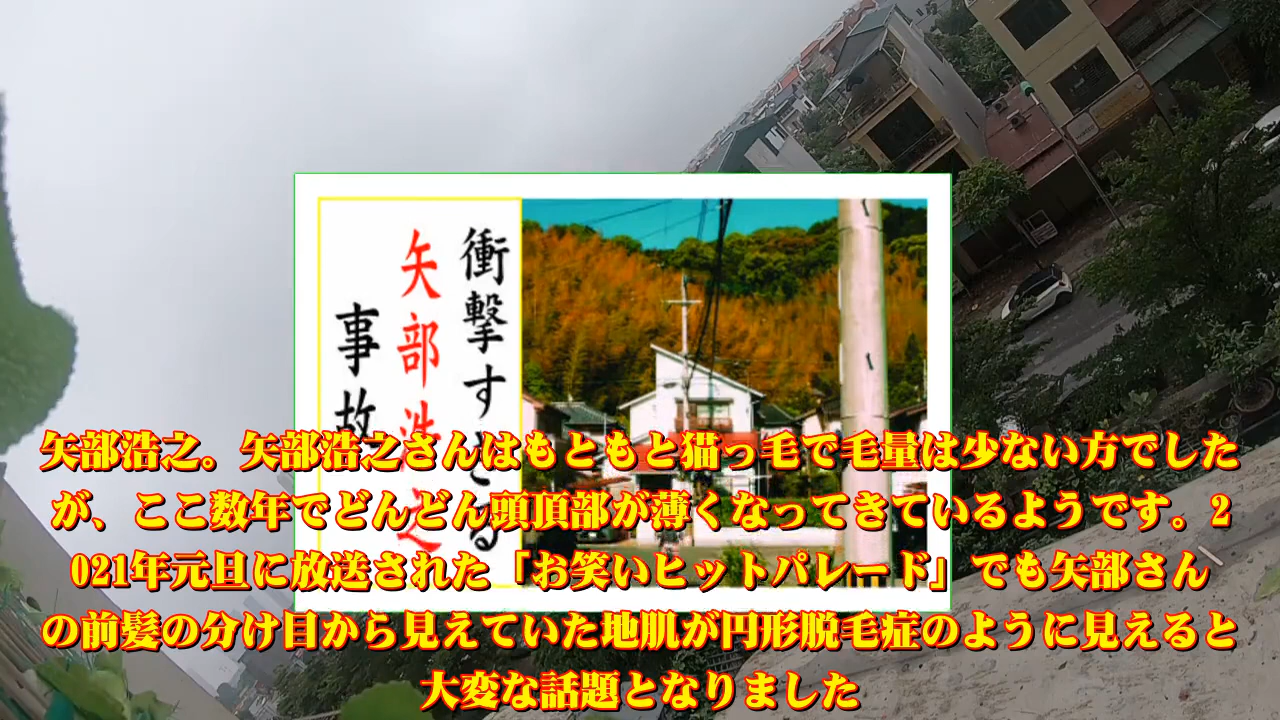 衝撃すぎる
矢部浩之
事故
矢部浩之。矢部浩之さんはもともと猫っ毛で毛量は少ない方でした
が、ここ数年でどんどん頭頂部が薄くなってきているようです。2
021年元旦に放送された「お笑いヒットパレード」でも矢部さん
の前髪の分け目から見えていた地肌が円形脱毛症のように見えると
大変な話題となりました